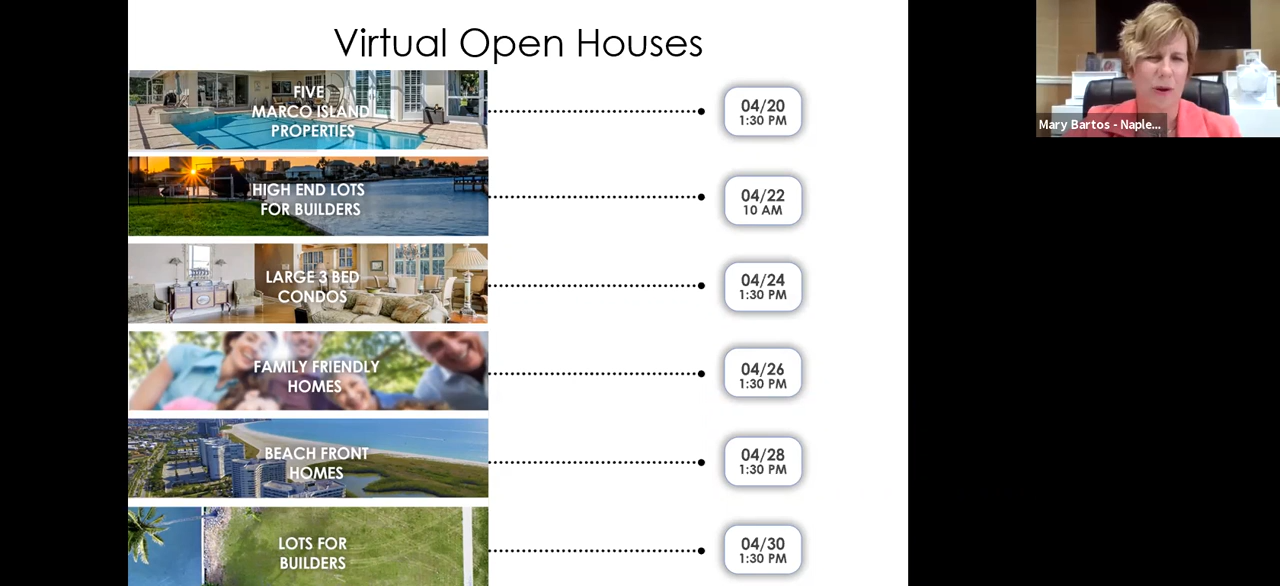 Virtual Open Houses
FIVE
MARCO ISLAND
PROPERTIES
04/20
1:30 PM
HIGH END LOTS
FOR BUILDERS
04/22
10 AM
LARGE 3 BED
CONDOS
04/24
1:30 PM
FAMILY FRIENDLY
HOMES
04/26
1:30 PM
BEACH FRONT
HOMES
04/28
1:30 PM
LOTS FOR
BUILDERS
04/30
1:30 PM
Mary Bartos - Naple...